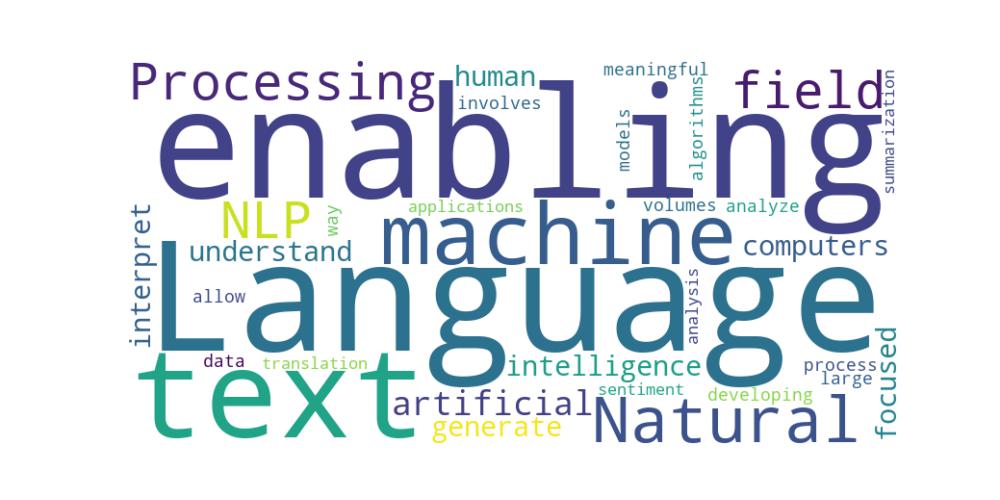 Processing
human
meaningful
field
involves
enabling
models
algorithms
summarization
NLP
way
applications
volumes
analyze
machine
understand
computers
interpret
Language
allow
analysis
data
translation
intelligence
process
large
focused
text
sentiment
developing
artificial
generate
Natural